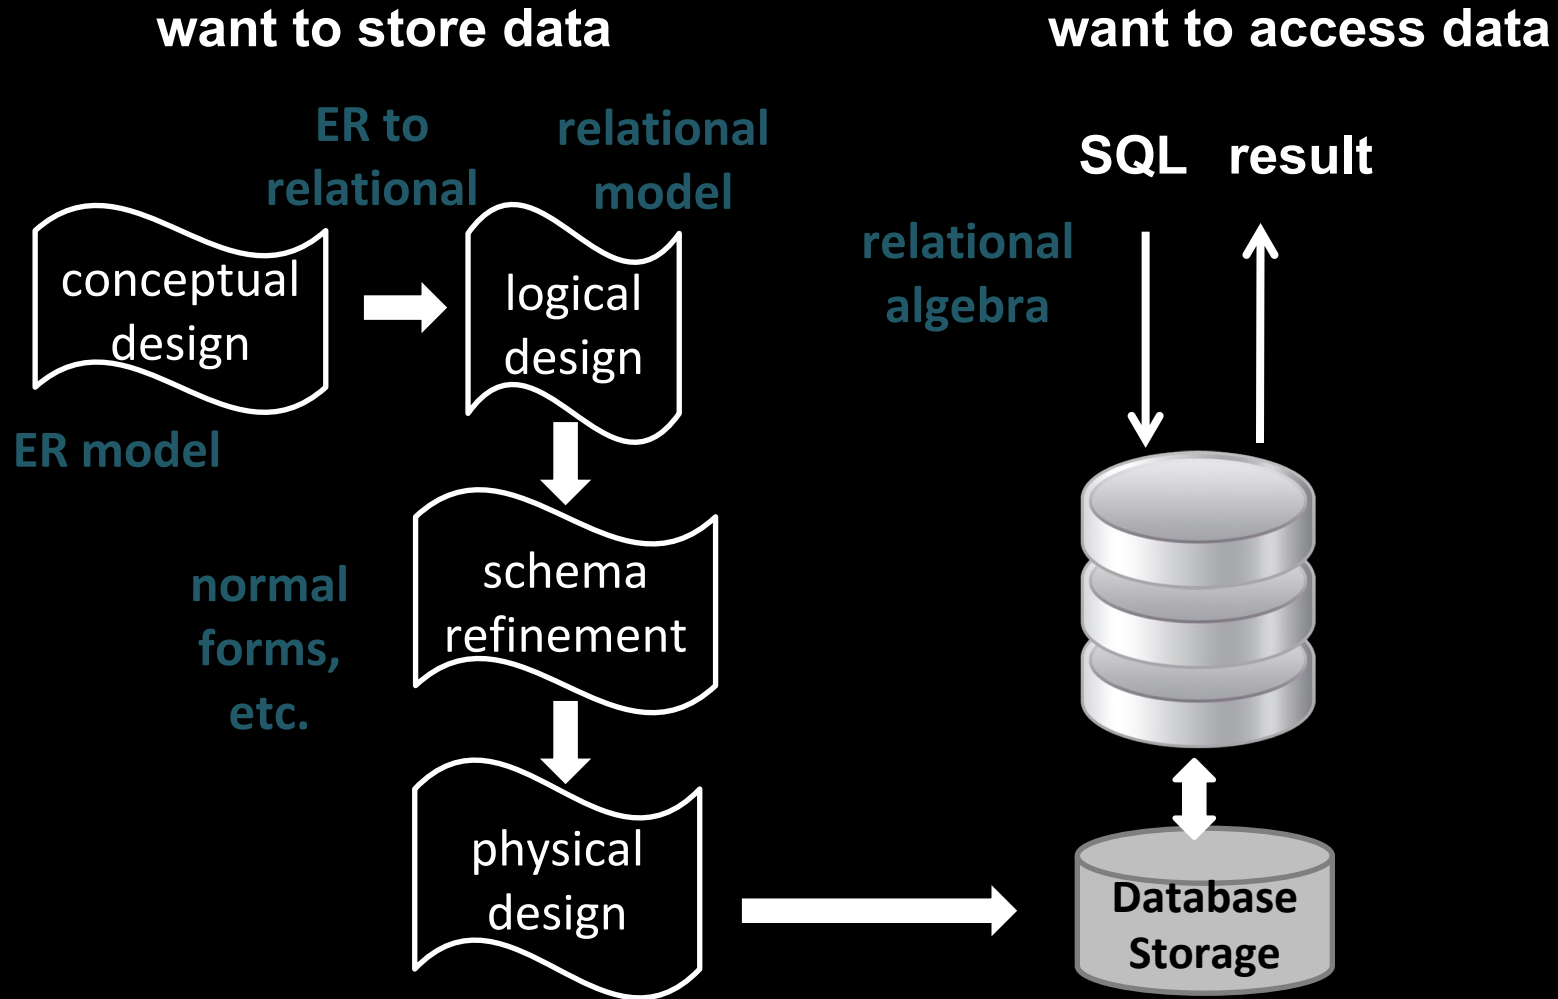 want to store data
want to access data
ER to
relational
relational
model
SQL result
relational
algebra
conceptual
design
logical
design
ER model
schema
refinement
normal
forms,
etc.
physical
design
Database
Storage